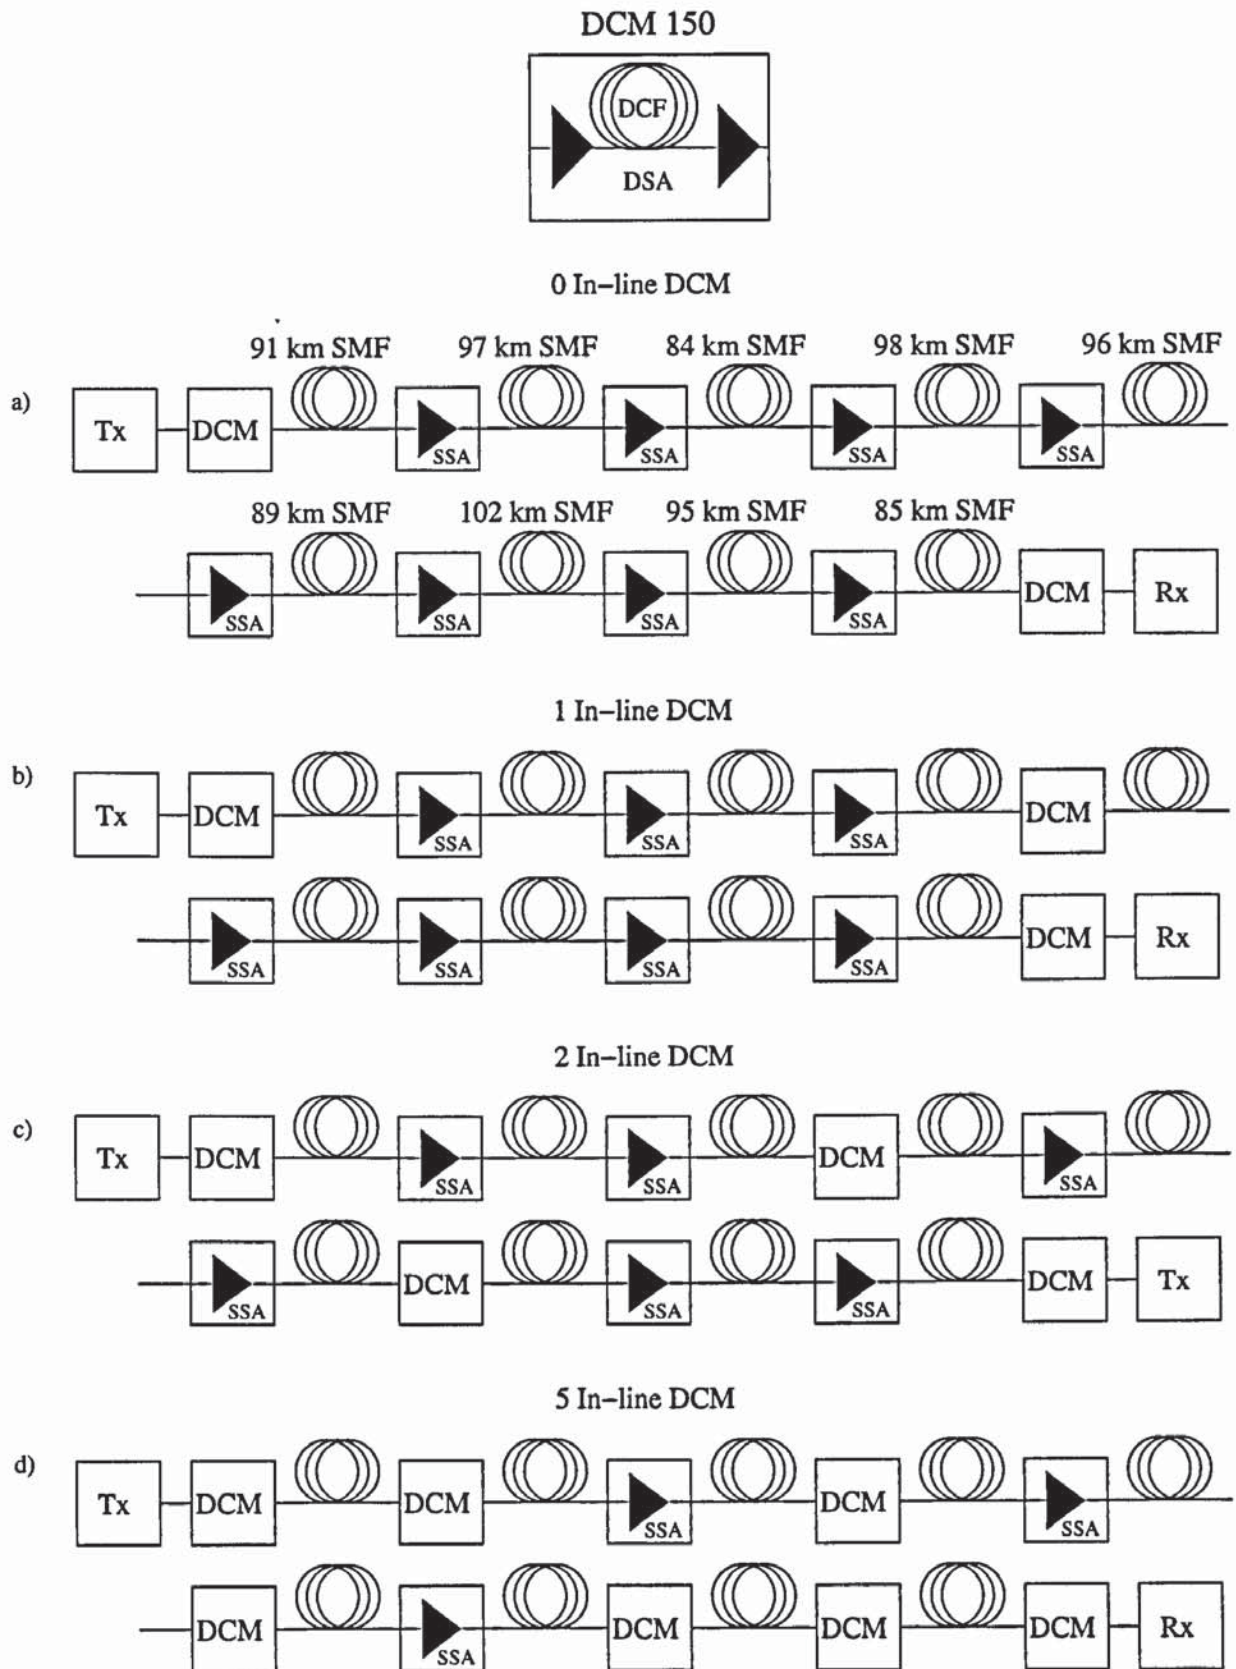 DCM 150
DCF
DSA
0 In-line DCM
91 km SMF 97 km SMF 84 km SMF 98 km SMF 96 km SMF
a) Tx DCM SSA SSA SSA SSA
89 km SMF 102 km SMF 95 km SMF 85 km SMF
SSA SSA SSA SSA DCM Rx
1 In-line DCM
b) Tx DCM SSA SSA SSA DCM
SSA SSA SSA SSA DCM Rx
2 In-line DCM
c) Tx DCM SSA SSA DCM SSA
SSA DCM SSA SSA DCM Tx
5 In-line DCM
d) Tx DCM DCM SSA DCM SSA
DCM SSA DCM DCM DCM Rx